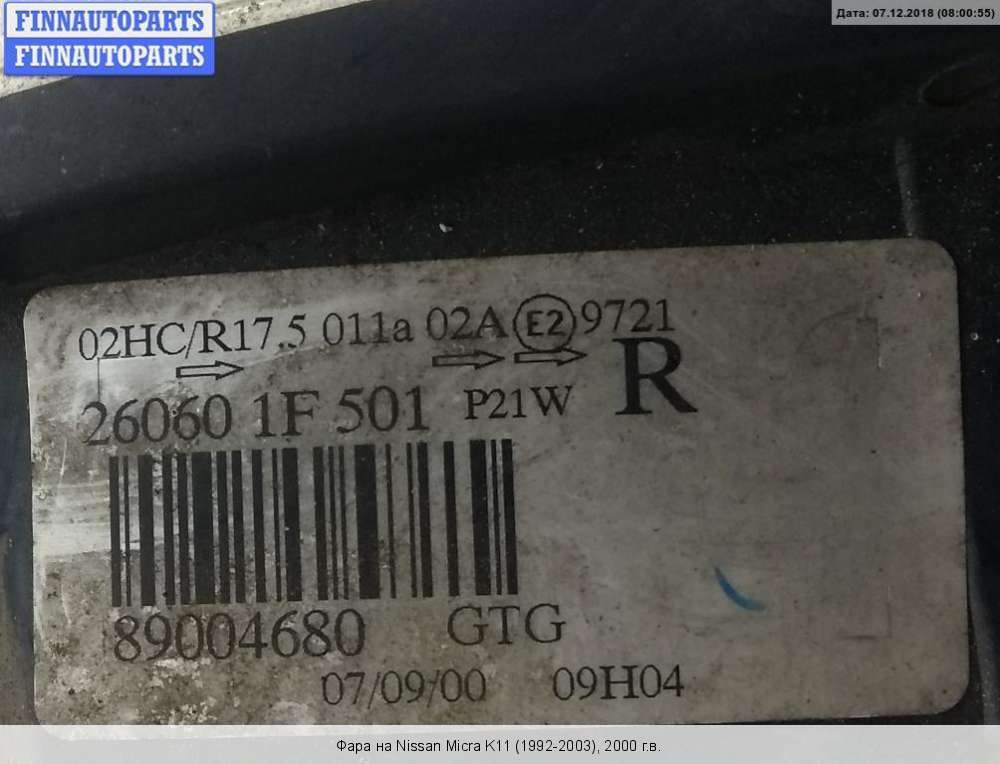 FINNAUTOPARTS
FINNAUTOPARTS
Дата: 07.12.2018 (08:00:55)
02HC/R17.5 011a 02A E2 9721
26060 1F 501 P21W R
89004680 GTG
07/09/00 09H04
Фара на Nissan Micra K11 (1992-2003), 2000 г.в.